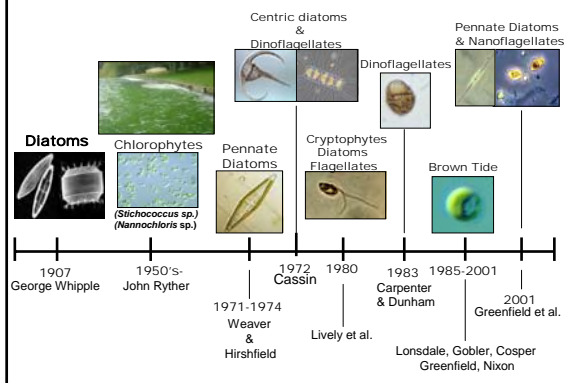 Centric diatoms
&
Dinoflagellates
Pennate Diatoms
& Nanoflagellates
Dinoflagellates
Diatoms
Chlorophytes
(Stichococcus sp.)
(Nannochloris sp.)
Pennate
Diatoms
Cryptophytes
Diatoms
Flagellates
Brown Tide
1907
George Whipple
1950's-
John Ryther
1971-1974
Weaver
&
Hirshfield
1972
Cassin
1980
Lively et al.
1983
Carpenter
& Dunham
1985-2001
Lonsdale, Gobler, Cosper
Greenfield, Nixon
2001
Greenfield et al.